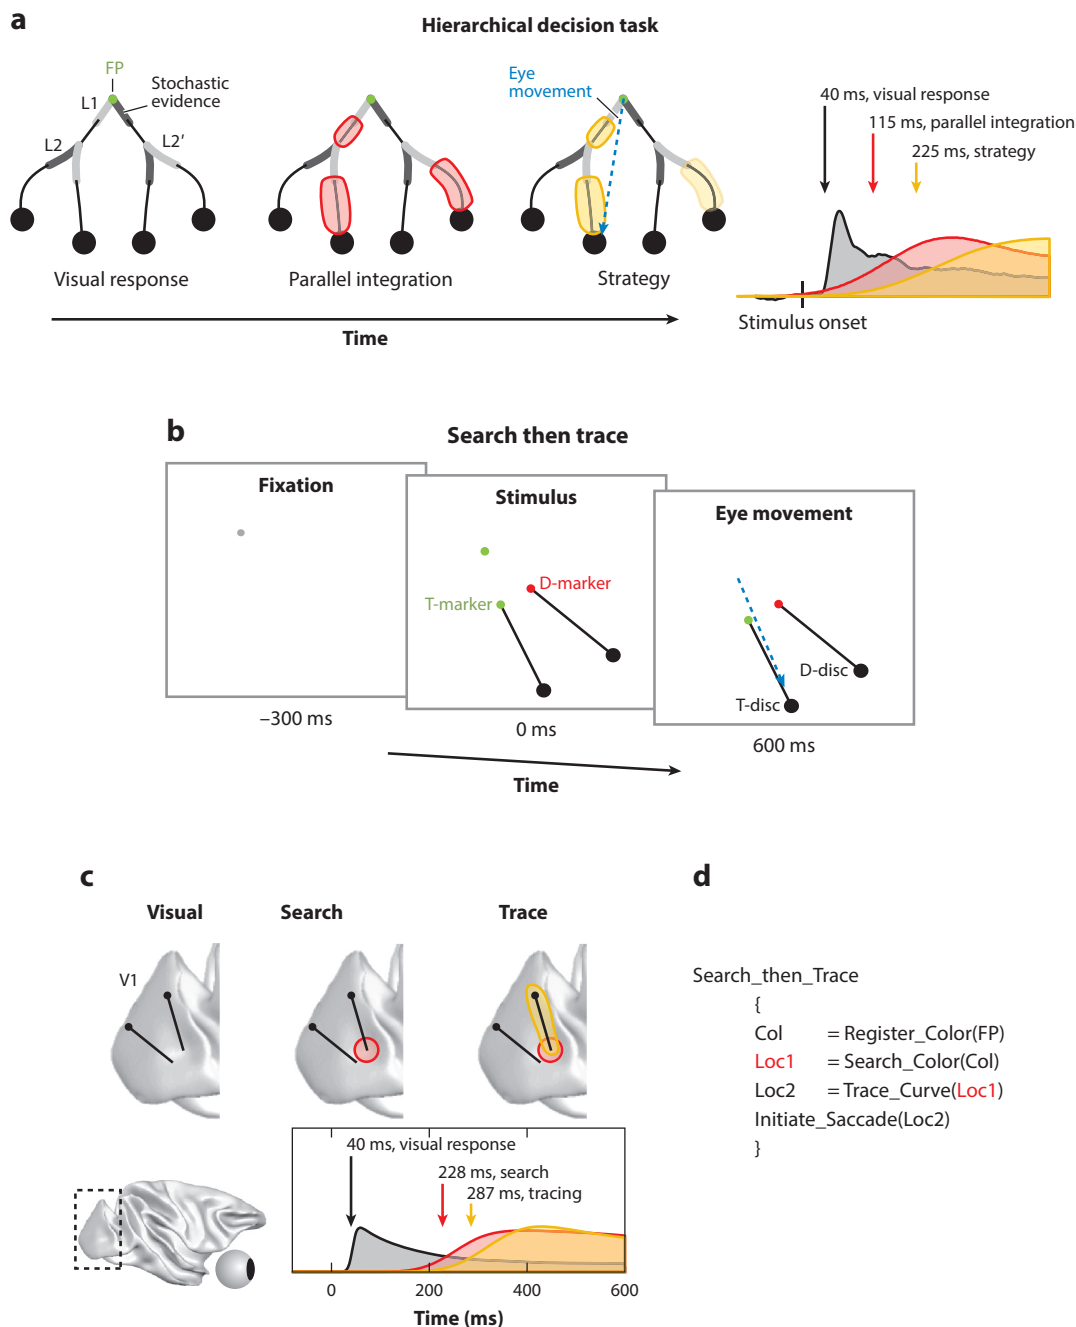 a
Hierarchical decision task
FP
Stochastic
evidence
L1
L2
L2′
Visual response
Parallel integration
Eye
movement
Strategy
Time
40 ms, visual response
115 ms, parallel integration
225 ms, strategy
Stimulus onset
b
Search then trace
Fixation
–300 ms
Stimulus
D-marker
T-marker
0 ms
Eye movement
D-disc
T-disc
600 ms
Time
c
Visual
Search
Trace
V1
40 ms, visual response
228 ms, search
287 ms, tracing
0
200
400
600
Time (ms)
d
Search_then_Trace
{
Col = Register_Color(FP)
Loc1 = Search_Color(Col)
Loc2 = Trace_Curve(Loc1)
Initiate_Saccade(Loc2)
}